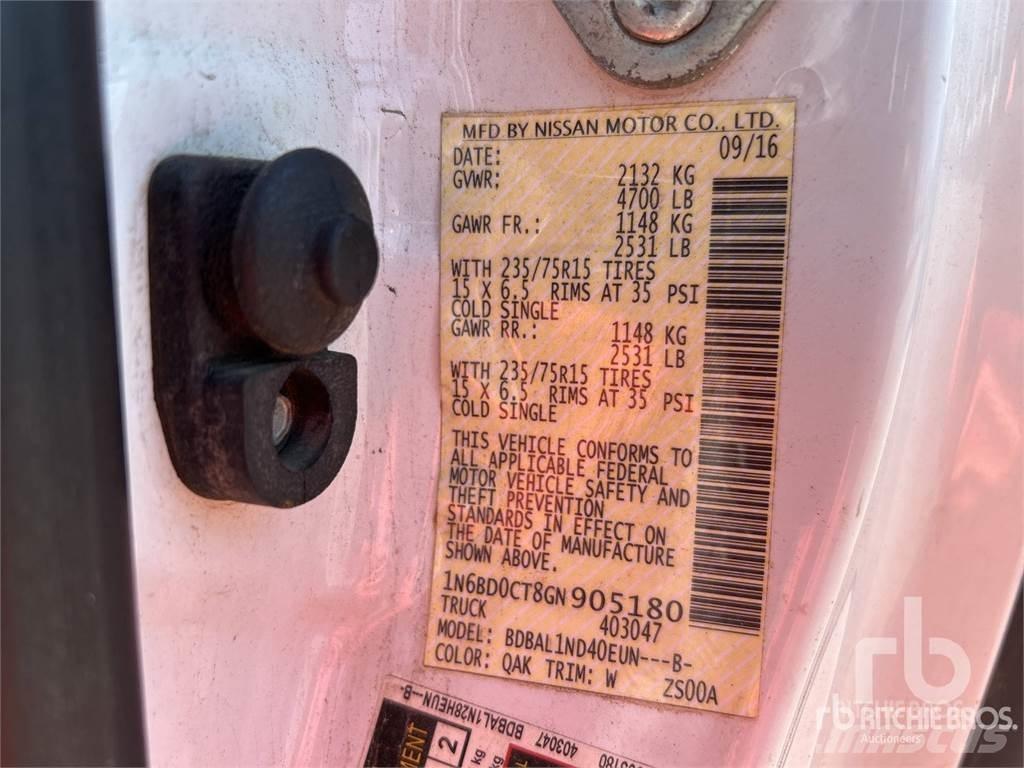 MFD BY NISSAN MOTOR CO., LTD.
DATE: 09/16
GVWR: 2132 KG
4700 LB
GAWR FR.: 1148 KG
2531 LB
WITH 235/75R15 TIRES
15 X 6.5 RIMS AT 35 PSI
COLD SINGLE
GAWR RR.: 1148 KG
2531 LB
WITH 235/75R15 TIRES
15 X 6.5 RIMS AT 35 PSI
COLD SINGLE
THIS VEHICLE CONFORMS TO
ALL APPLICABLE FEDERAL
MOTOR VEHICLE SAFETY AND
THEFT PREVENTION
STANDARDS IN EFFECT ON
THE DATE OF MANUFACTURE
SHOWN ABOVE.
1N6BD0CT8GN905180
TRUCK 403047
MODEL: BDBAL1ND40EUN---B-
COLOR: QAK TRIM: W ZS00A
403047 BDBAL1N28HEUN -B-
2
kg
rb
rb RITCHIE BROS.
Auctioneers